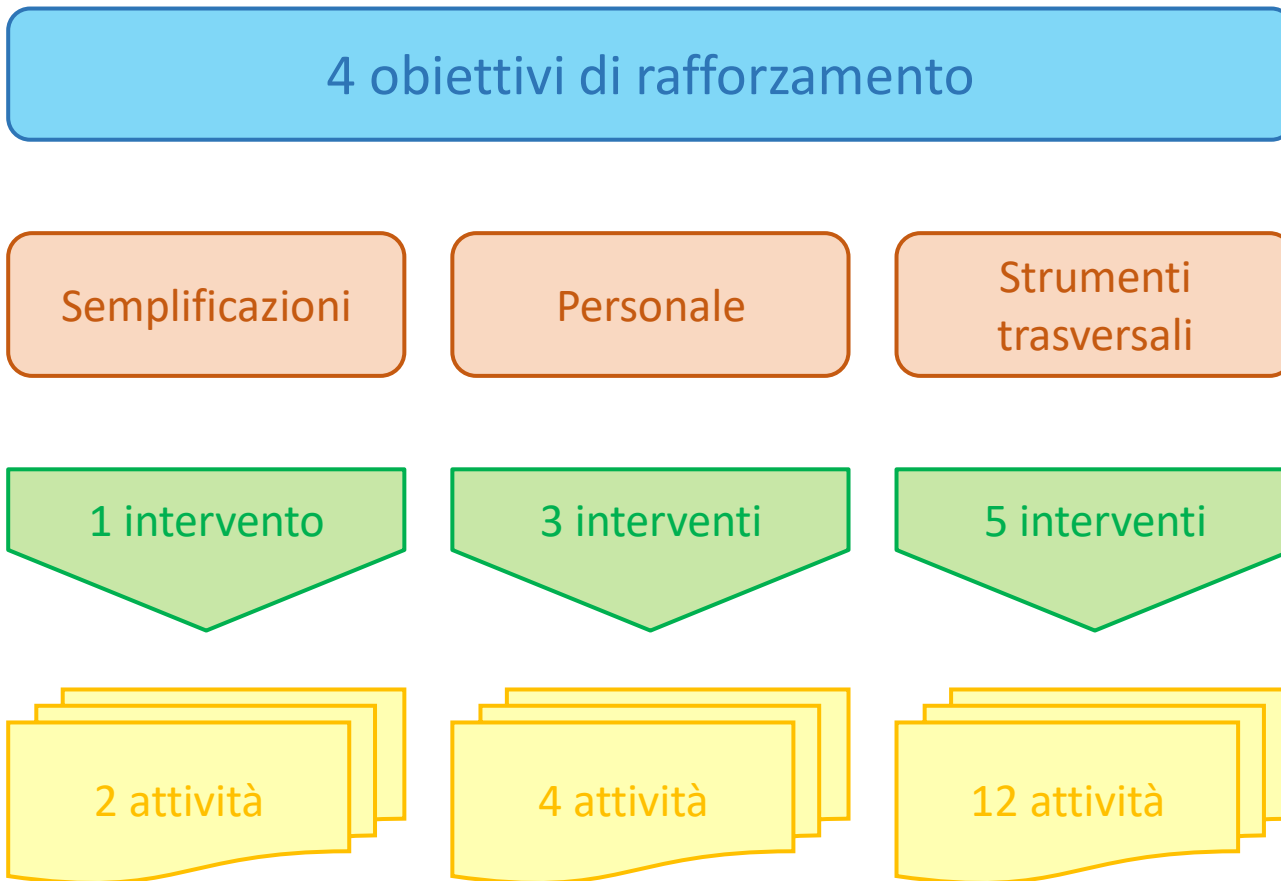 4 obiettivi di rafforzamento
Semplificazioni
Personale
Strumenti
trasversali
1 intervento
3 interventi
5 interventi
2 attività
4 attività
12 attività